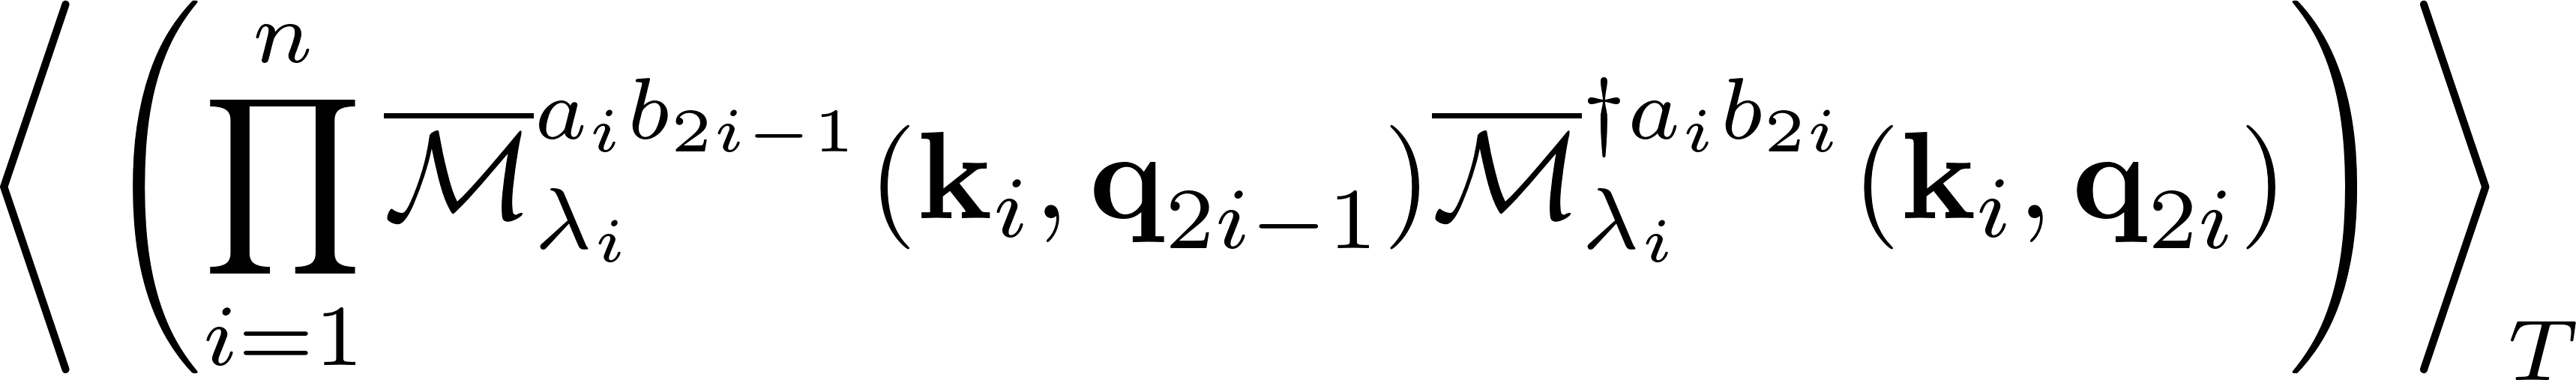 $$\left\langle \left( \prod_{i=1}^{n} \overline{\mathcal{M}}_{\lambda_i}^{a_i b_{2i-1}} (\mathbf{k}_i, \mathbf{q}_{2i-1}) \overline{\mathcal{M}}_{\lambda_i}^{\dagger a_i b_{2i}} (\mathbf{k}_i, \mathbf{q}_{2i}) \right) \right\rangle_T$$